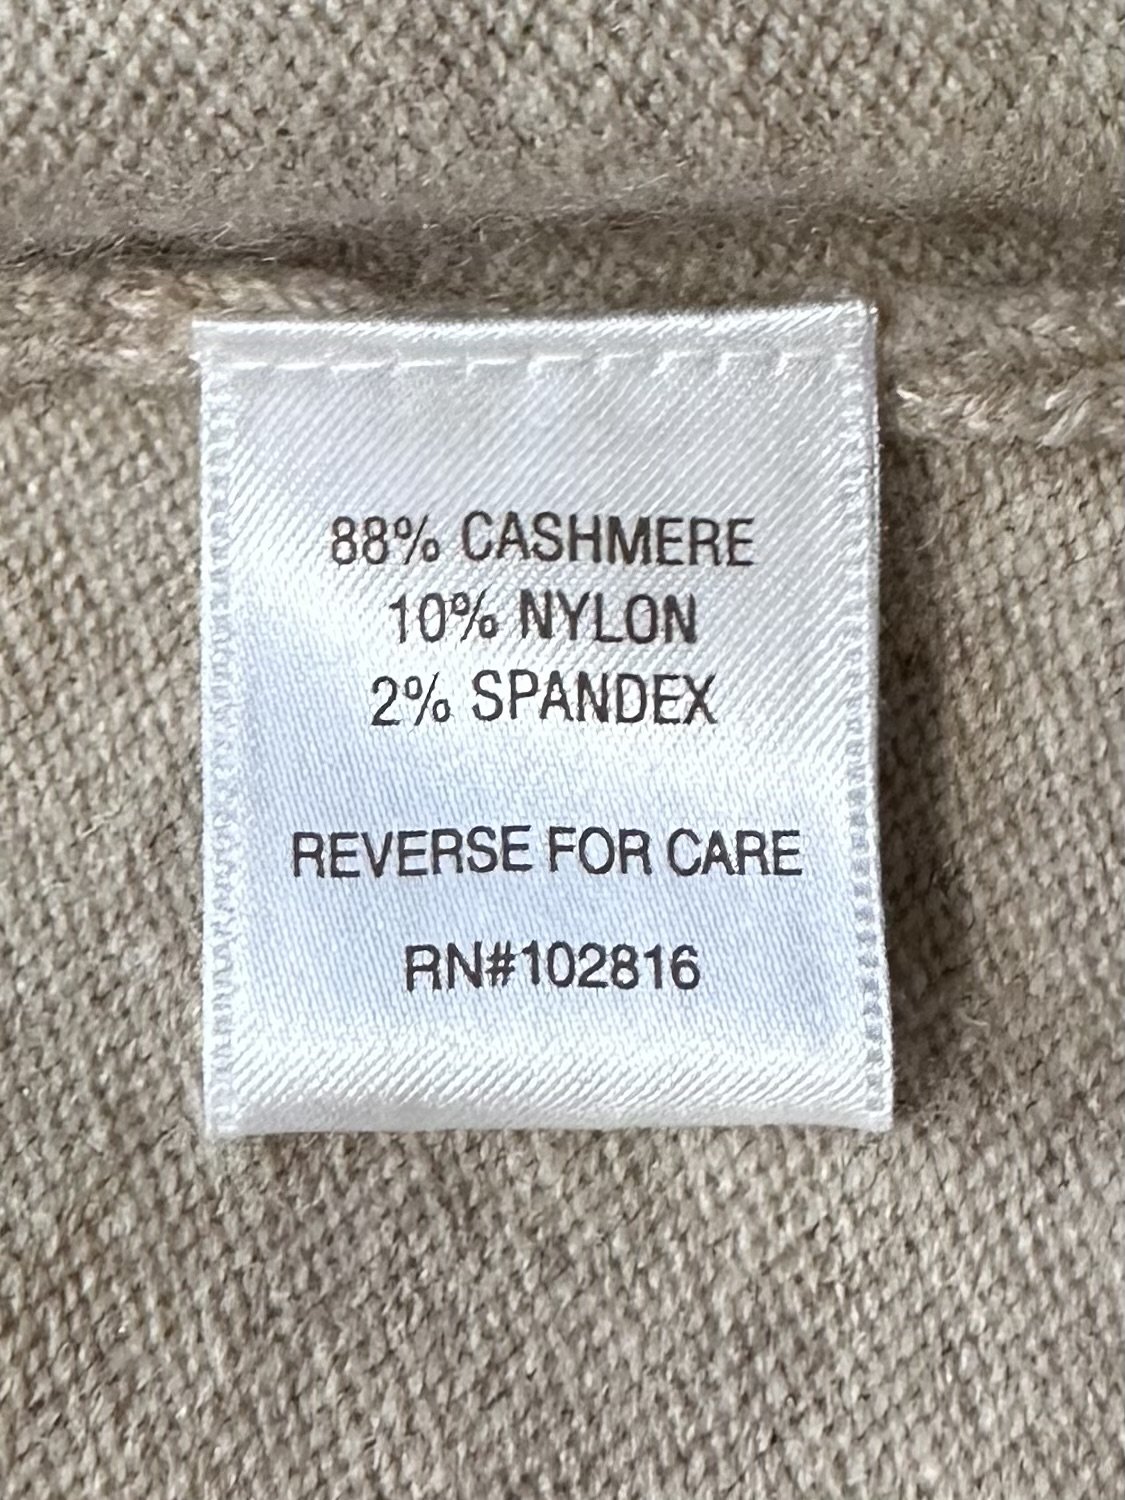 88% CASHMERE
10% NYLON
2% SPANDEX
REVERSE FOR CARE
RN#102816